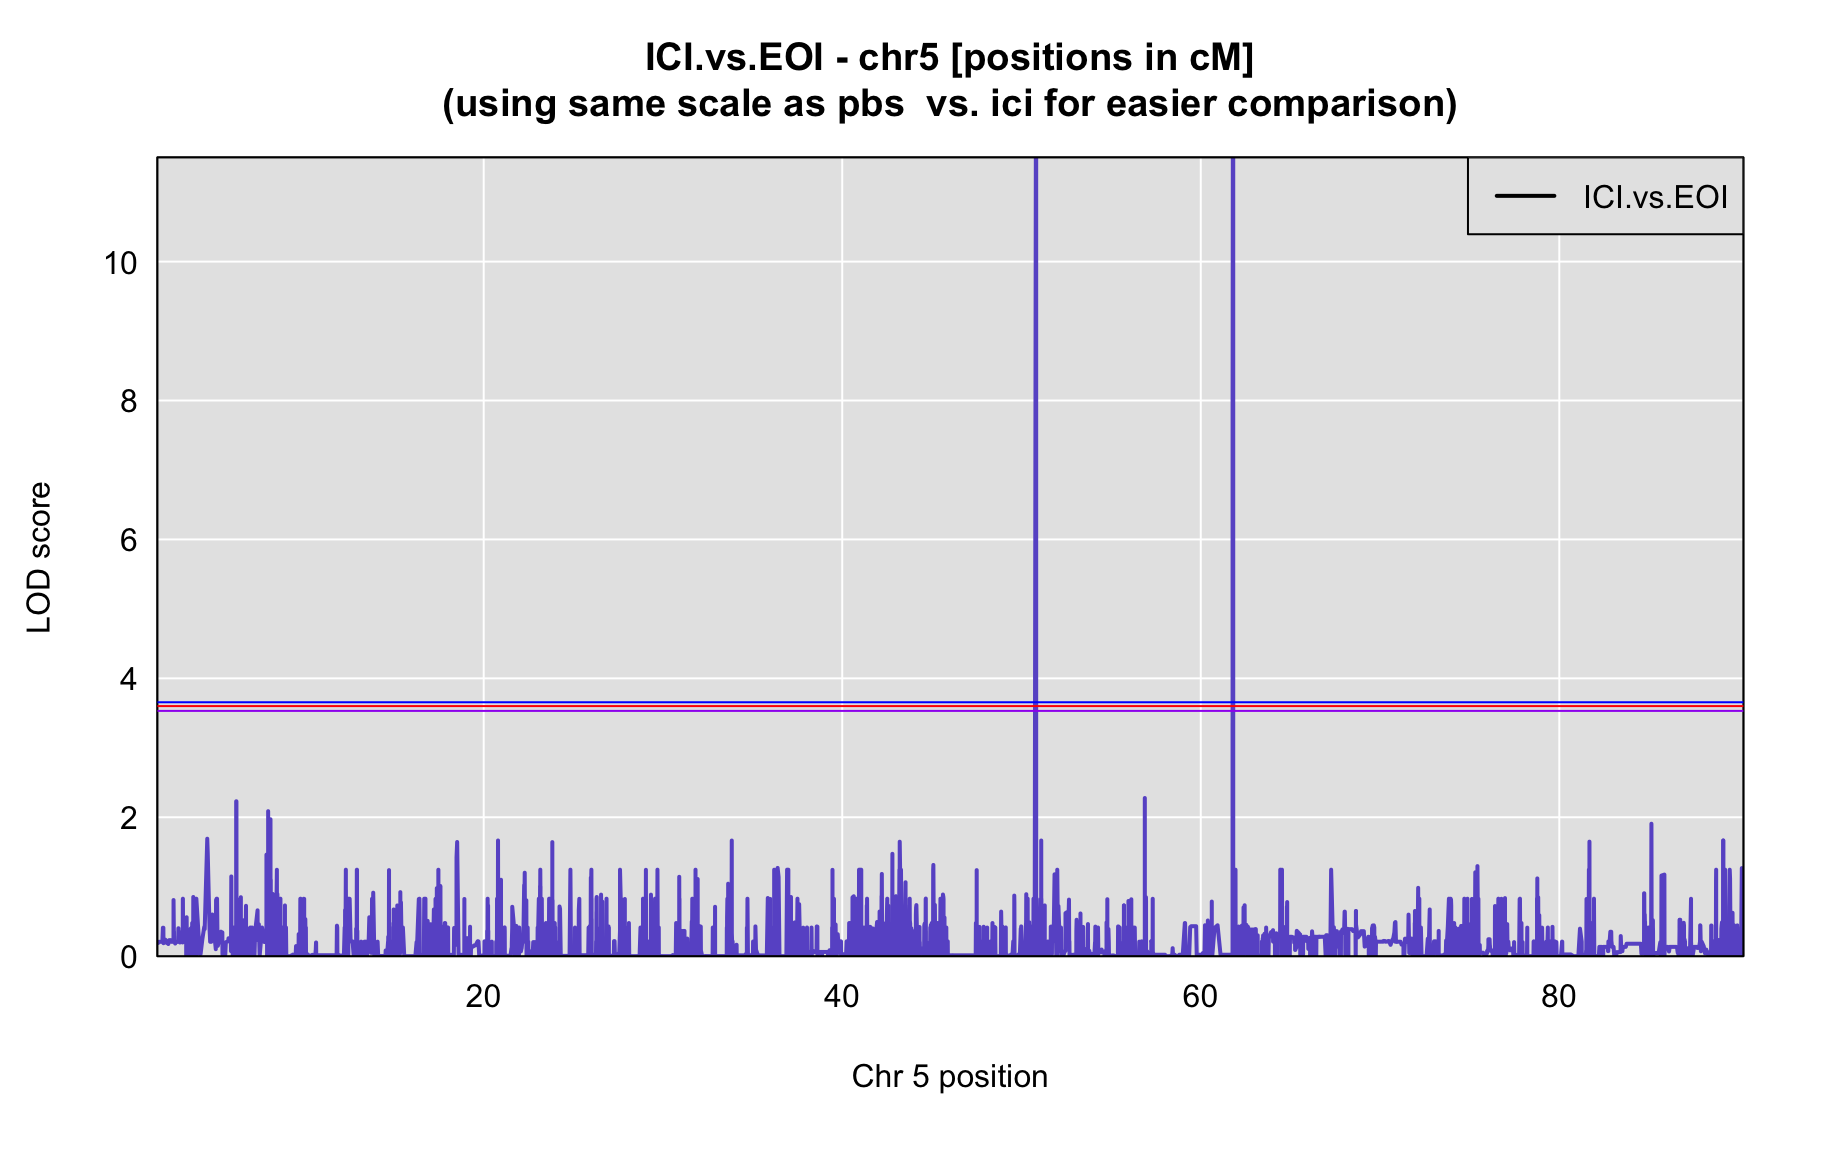 ICI.vs.EOI - chr5 [positions in cM]
(using same scale as pbs  vs. ici for easier comparison)
ICI.vs.EOI
10
8
6
4
2
0
LOD score
20
40
60
80
Chr 5 position